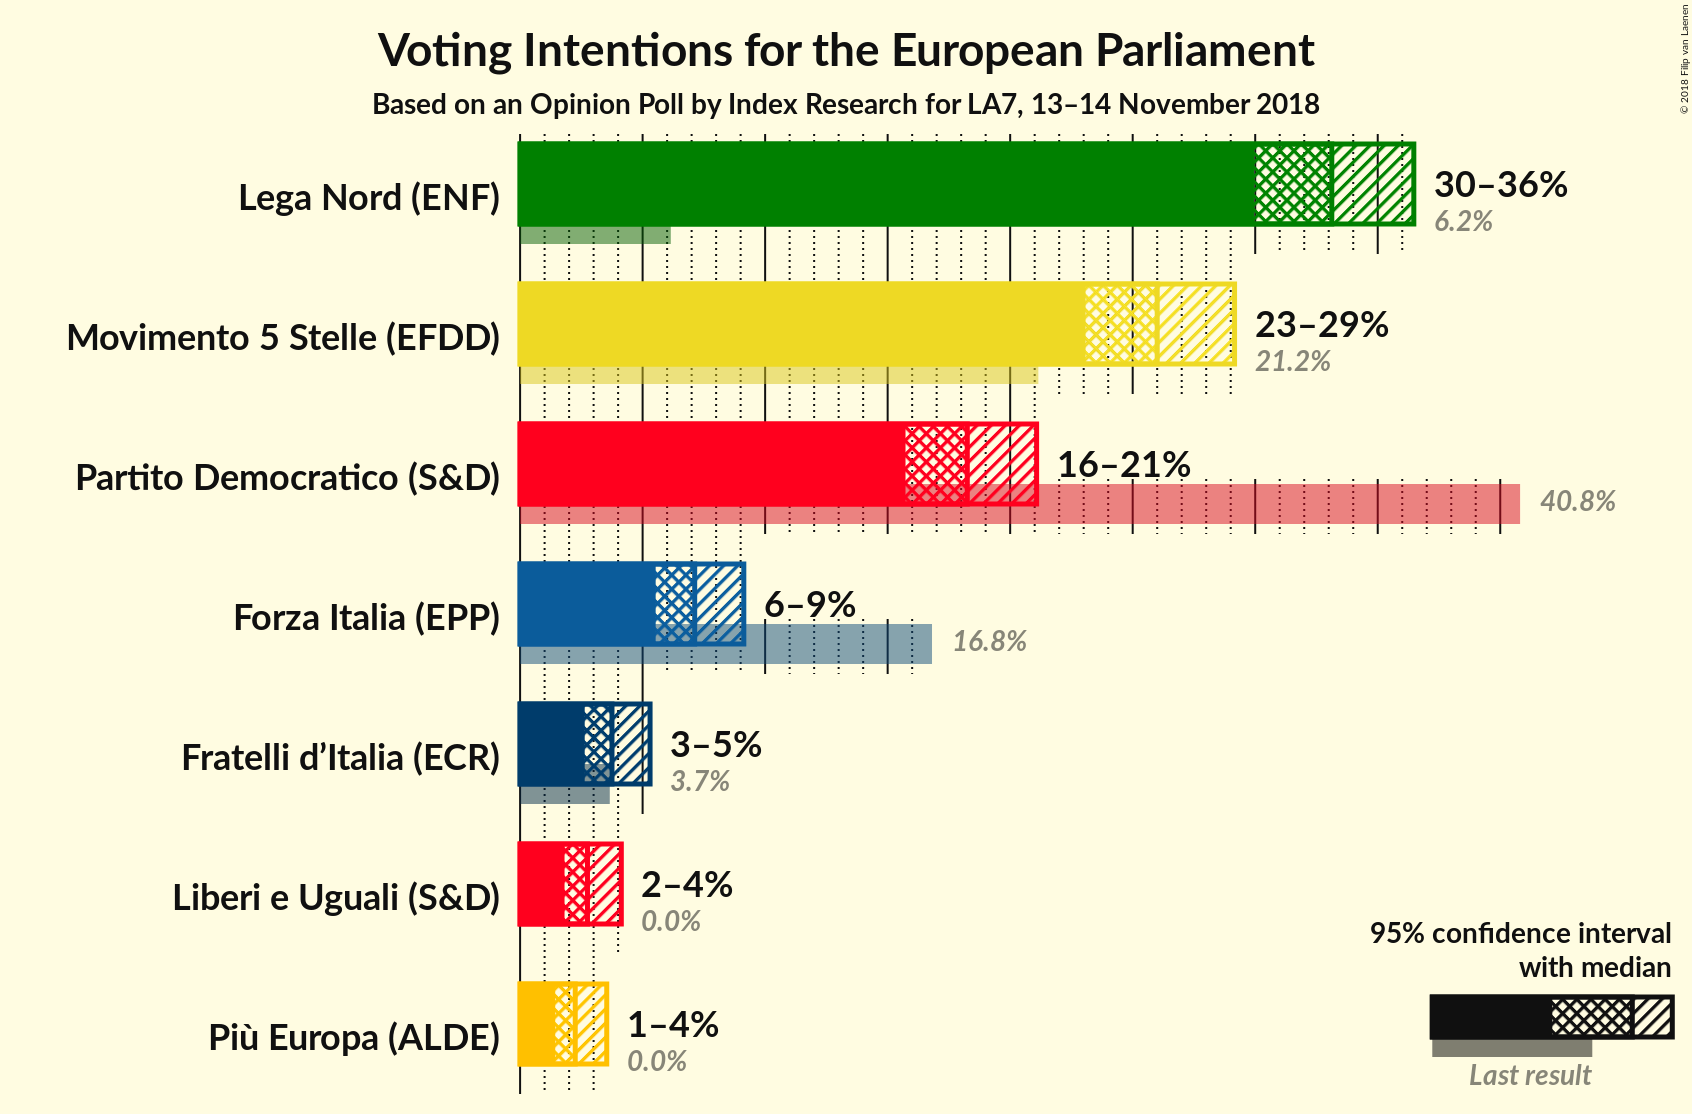 Voting Intentions for the European Parliament
Based on an Opinion Poll by Index Research for LA7, 13–14 November 2018
© 2018 Filip van Laenen
Lega Nord (ENF)
30–36%
6.2%
Movimento 5 Stelle (EFDD)
23–29%
21.2%
Partito Democratico (S&D)
16–21%
40.8%
Forza Italia (EPP)
6–9%
16.8%
Fratelli d’Italia (ECR)
3–5%
3.7%
Liberi e Uguali (S&D)
2–4%
0.0%
Più Europa (ALDE)
1–4%
0.0%
95% confidence interval
with median
Last result